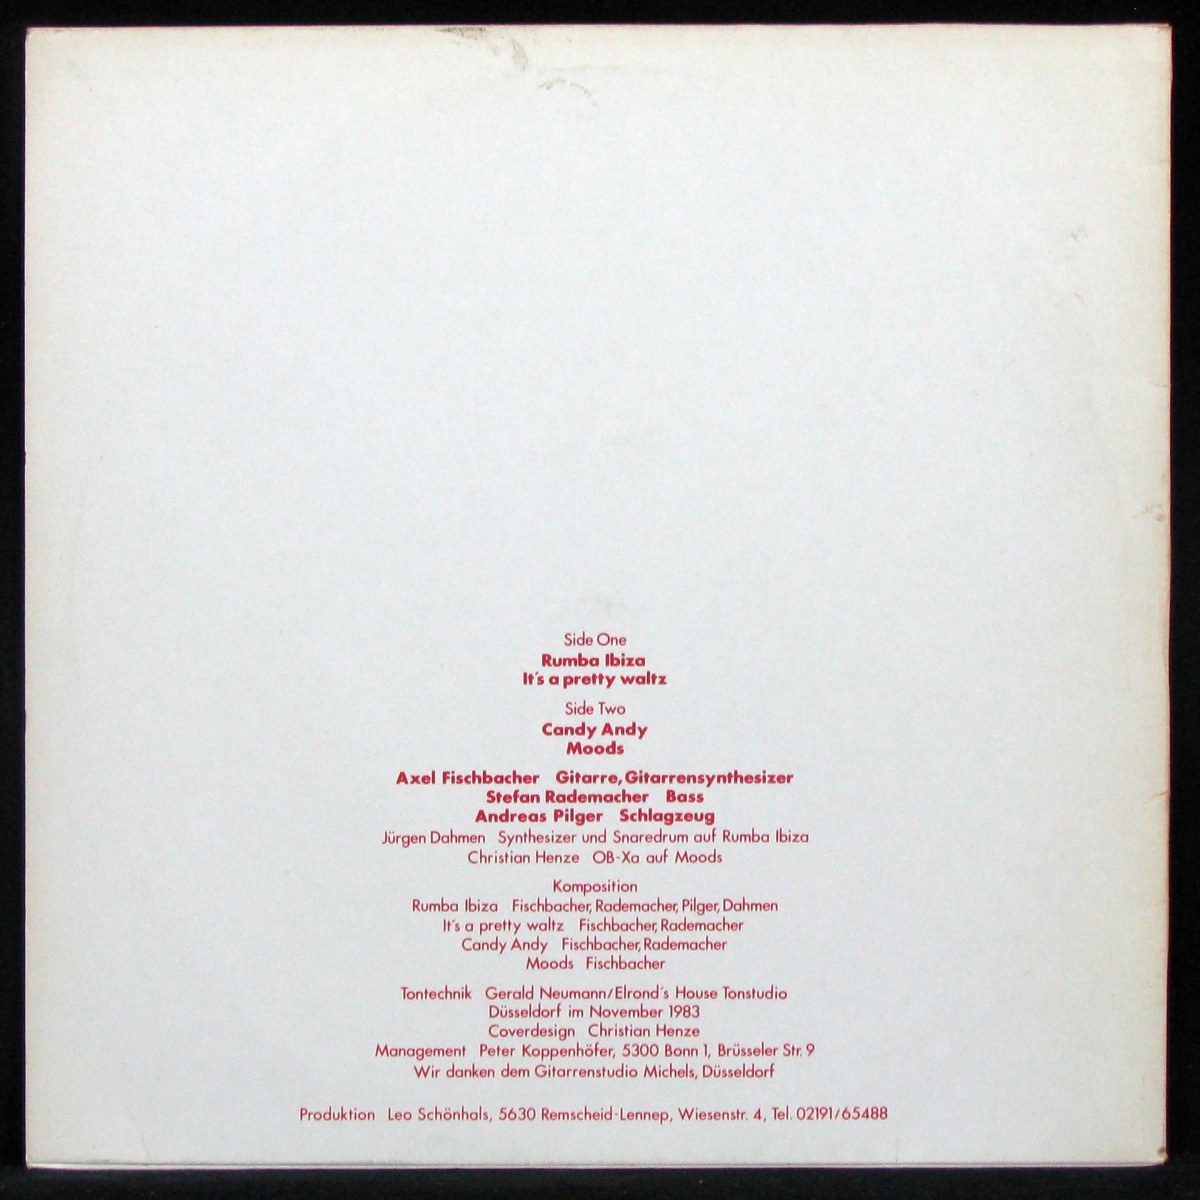 Side One
Rumba Ibiza
It's a pretty waltz
Side Two
Candy Andy
Moods
Axel Fischbacher Gitarre, Gitarrensynthesizer
Stefan Rademacher Bass
Andreas Pilger Schlagzeug
Jürgen Dahmen Synthesizer und Snaredrum auf Rumba Ibiza
Christian Henze OB-Xa auf Moods
Komposition
Rumba Ibiza Fischbacher, Rademacher, Pilger, Dahmen
It's a pretty waltz Fischbacher, Rademacher
Candy Andy Fischbacher, Rademacher
Moods Fischbacher
Tontechnik Gerald Neumann/Elrond's House Tonstudio
Düsseldorf im November 1983
Coverdesign Christian Henze
Management Peter Koppenhöfer, 5300 Bonn 1, Brüsseler Str. 9
Wir danken dem Gitarrenstudio Michels, Düsseldorf
Produktion Leo Schönhals, 5630 Remscheid-Lennep, Wiesenstr. 4, Tel. 02191/65488